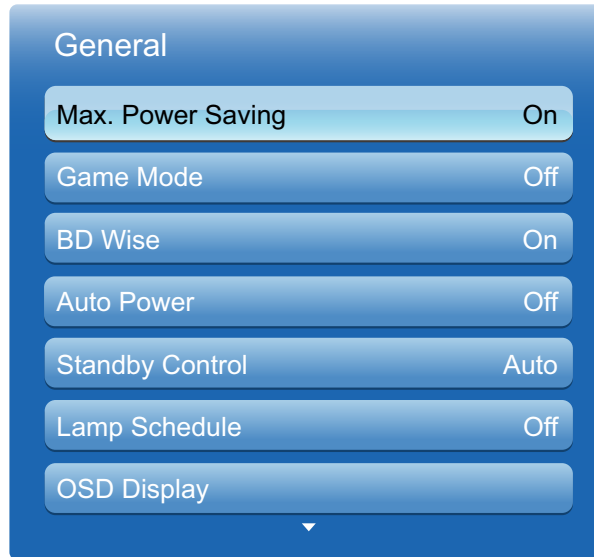 General
Max. Power Saving On
Game Mode Off
BD Wise On
Auto Power Off
Standby Control Auto
Lamp Schedule Off
OSD Display